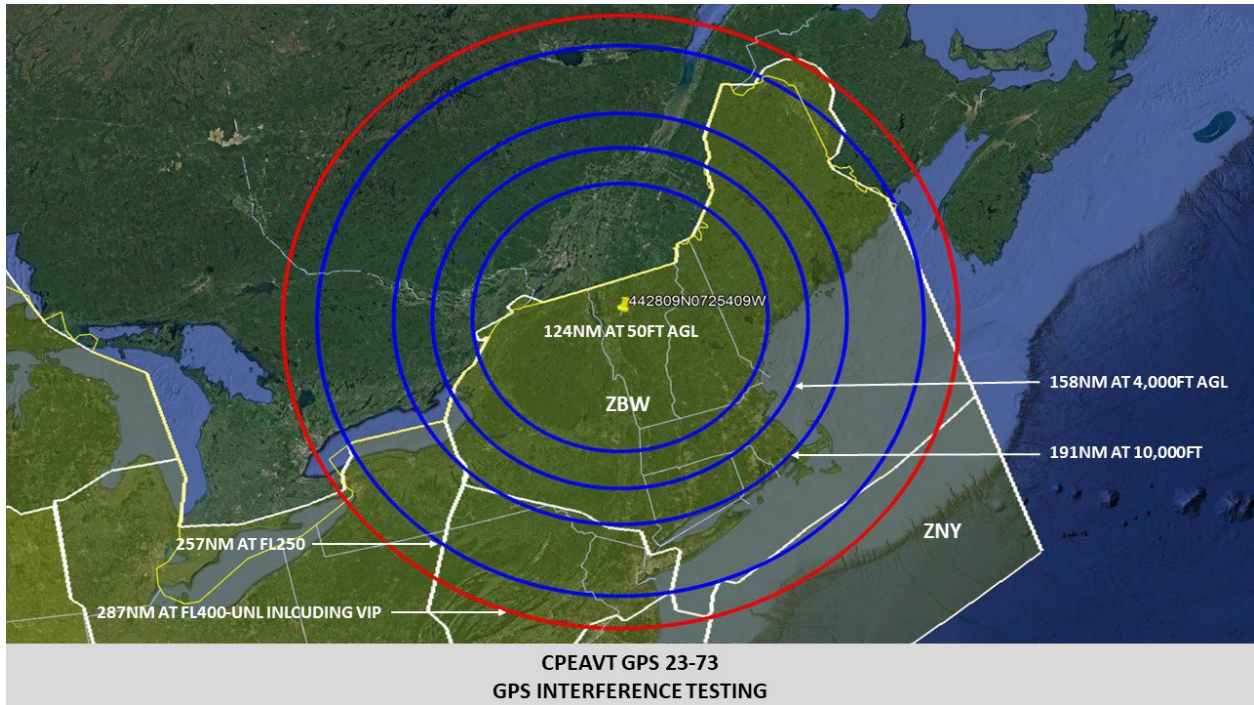 442809N0725409W
124NM AT 50FT AGL
158NM AT 4,000FT AGL
ZBW
191NM AT 10,000FT
ZNY
257NM AT FL250
287NM AT FL400-UNL INLCUDING VIP
CPEAVT GPS 23-73
GPS INTERFERENCE TESTING